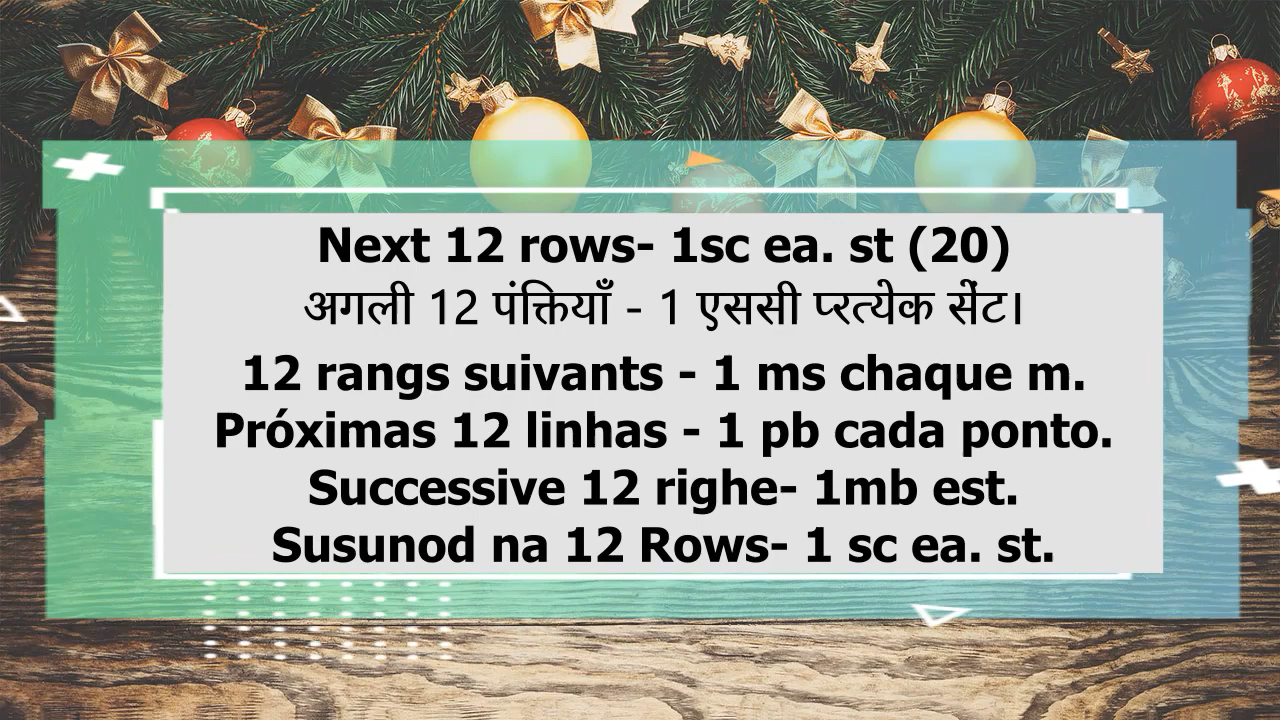 Next 12 rows- 1sc ea. st (20)
अगली 12 पंक्तियाँ - 1 एससी प्रत्येक सेंट।
12 rangs suivants - 1 ms chaque m.
Próximas 12 linhas - 1 pb cada ponto.
Successive 12 righe- 1mb est.
Susunod na 12 Rows- 1 sc ea. st.